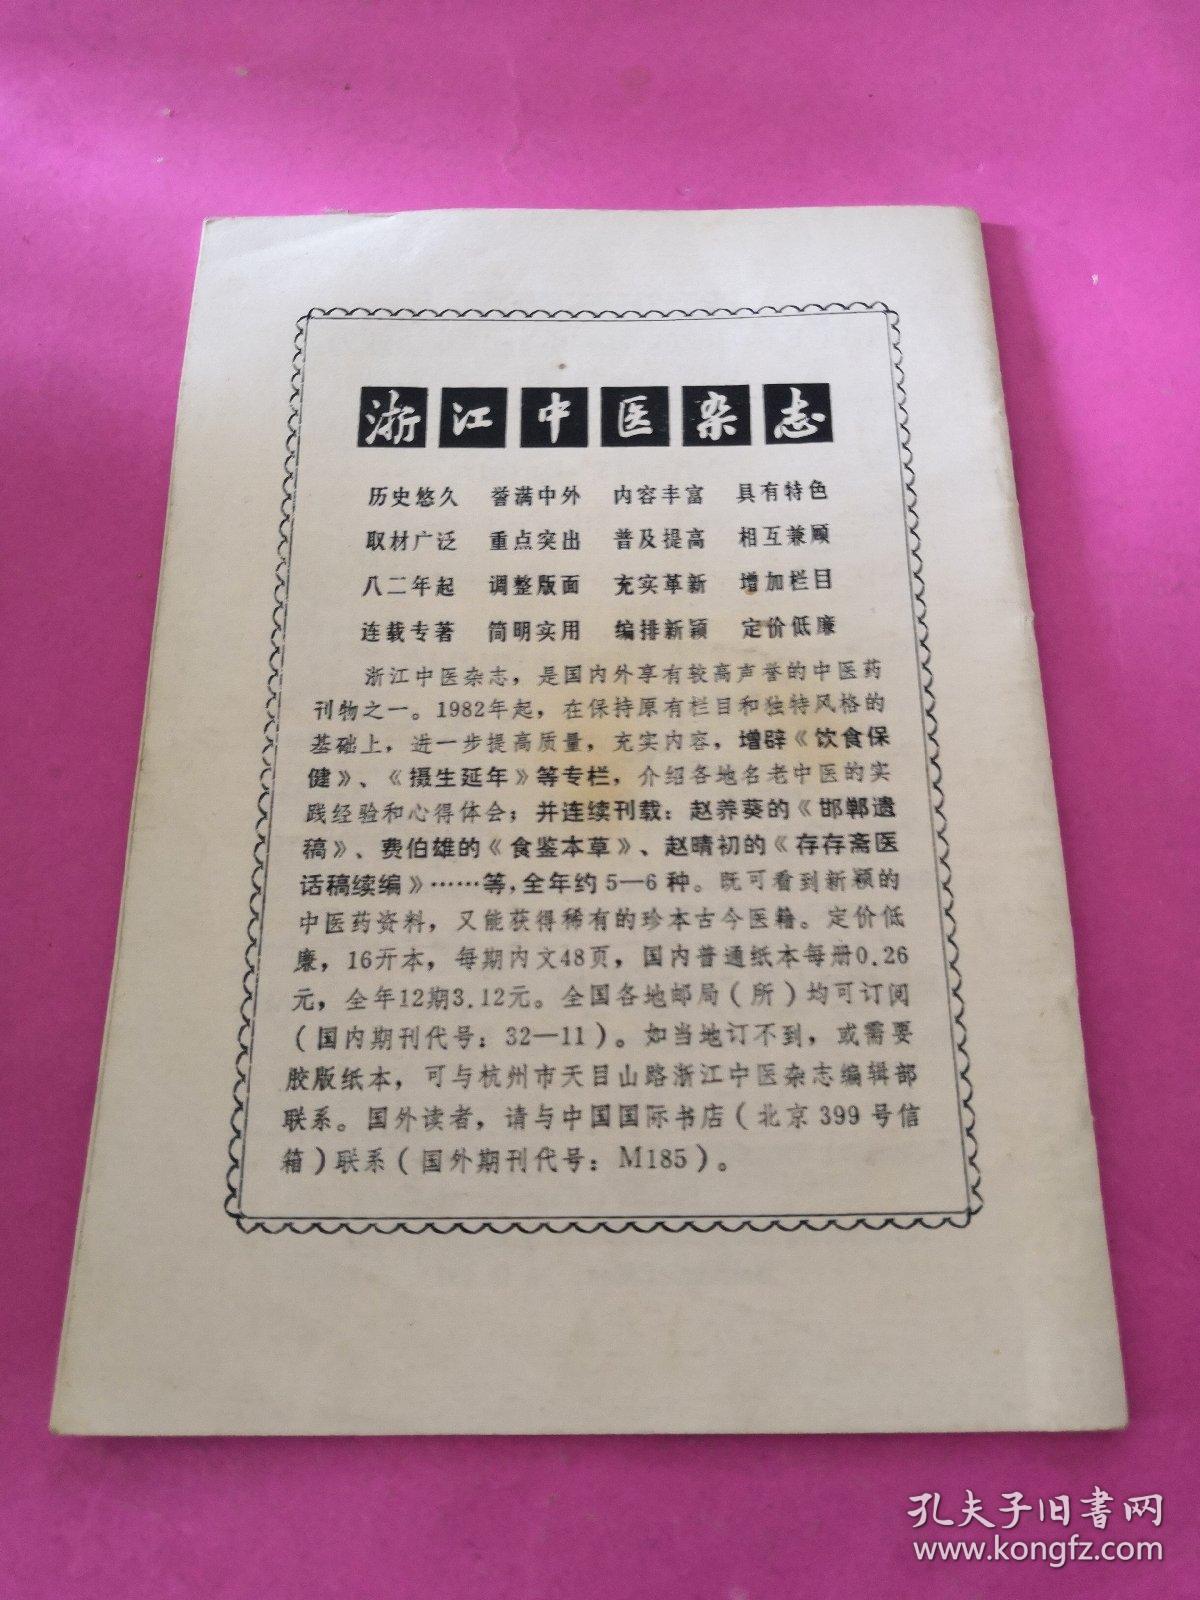 浙江中医杂志
历史悠久 誉满中外 内容丰富 具有特色
取材广泛 重点突出 普及提高 相互兼顾
八二年起 调整版面 充实革新 增加栏目
连载专著 简明实用 编排新颖 定价低廉
浙江中医杂志，是国内外享有较高声誉的中医药
刊物之一。1982年起，在保持原有栏目和独特风格的
基础上，进一步提高质量，充实内容，增辟《饮食保
健》、《摄生延年》等专栏，介绍各地名老中医的实
践经验和心得体会；并连续刊载：赵养葵的《邯郸遗
稿》、费伯雄的《食鉴本草》、赵晴初的《存存斋医
话稿续编》……等，全年约5—6种。既可看到新颖的
中医药资料，又能获得稀有的珍本古今医籍。定价低
廉，16开本，每期内文48页，国内普通纸本每册0.26
元，全年12期3.12元。全国各地邮局（所）均可订阅
（国内期刊代号：32—11）。如当地订不到，或需要
胶版纸本，可与杭州市天目山路浙江中医杂志编辑部
联系。国外读者，请与中国国际书店（北京399号信
箱）联系（国外期刊代号：M185）。
孔夫子旧书网
www.kongfz.com